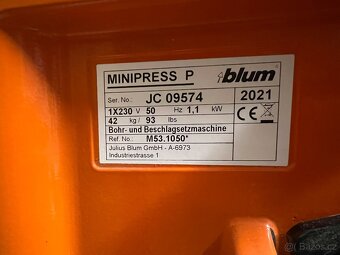 MINIPRESS P blum
Ser. No.: JC 09574 2021
1X230 V 50 Hz 1,1 kW
42 kg / 93 lbs
Bohr- und Beschlagsetzmaschine
Ref. No.: M53.1050*
Julius Blum GmbH - A-6973
Industriestrasse 1
Bazos.cz